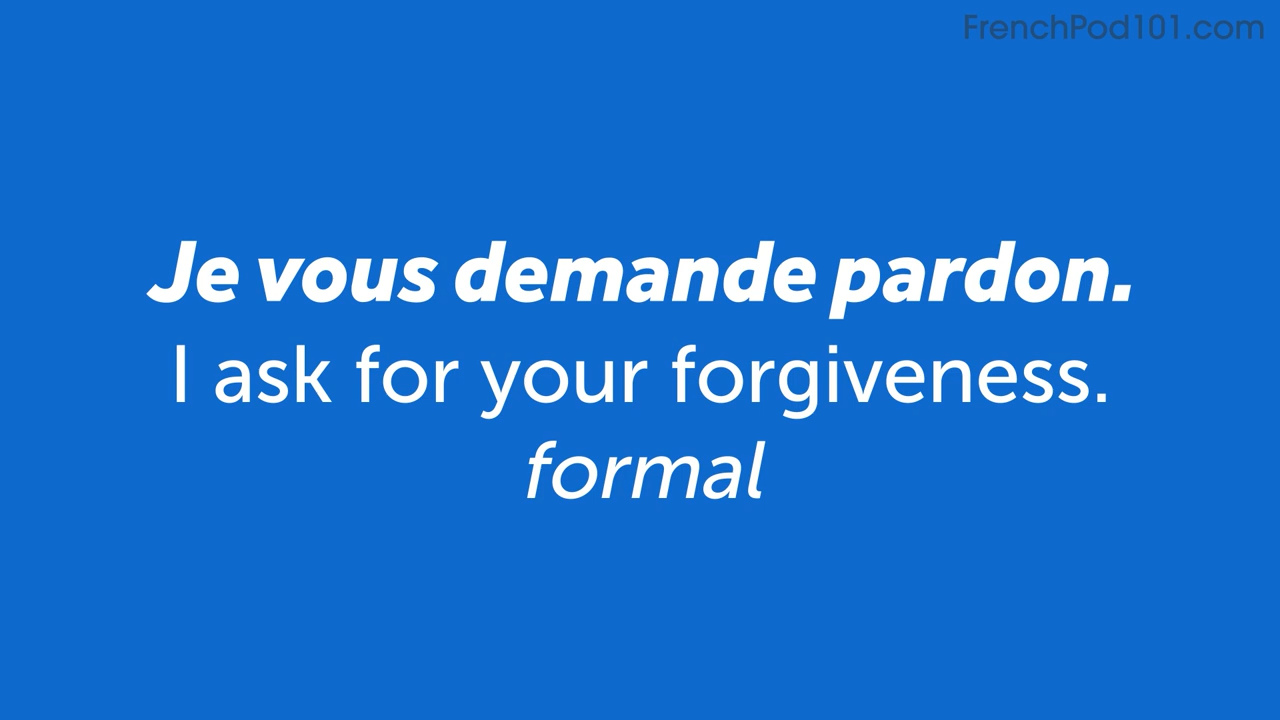 FrenchPod101.com
Je vous demande pardon.
I ask for your forgiveness.
formal